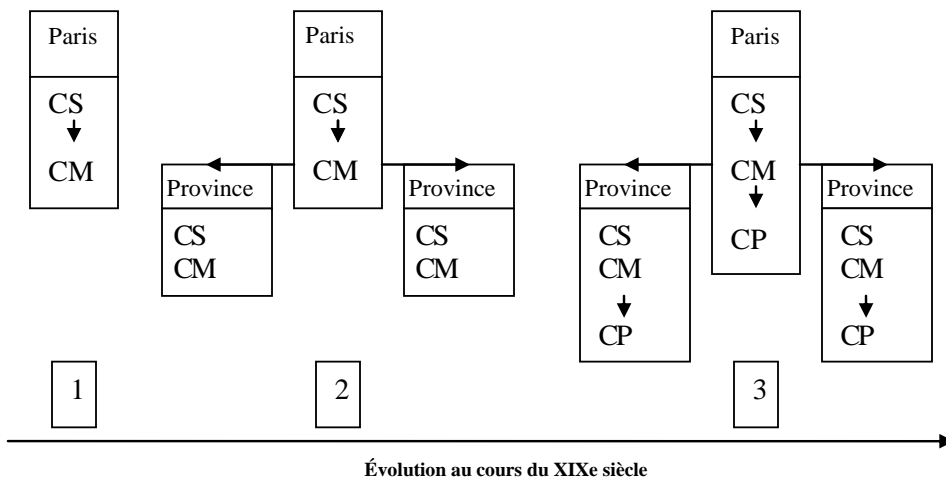 Paris
CS
CM
Paris
CS
CM
Province
CS
CM
Province
CS
CM
Paris
CS
CM
CP
Province
CS
CM
CP
Province
CS
CM
CP
1
2
3
Évolution au cours du XIXe siècle